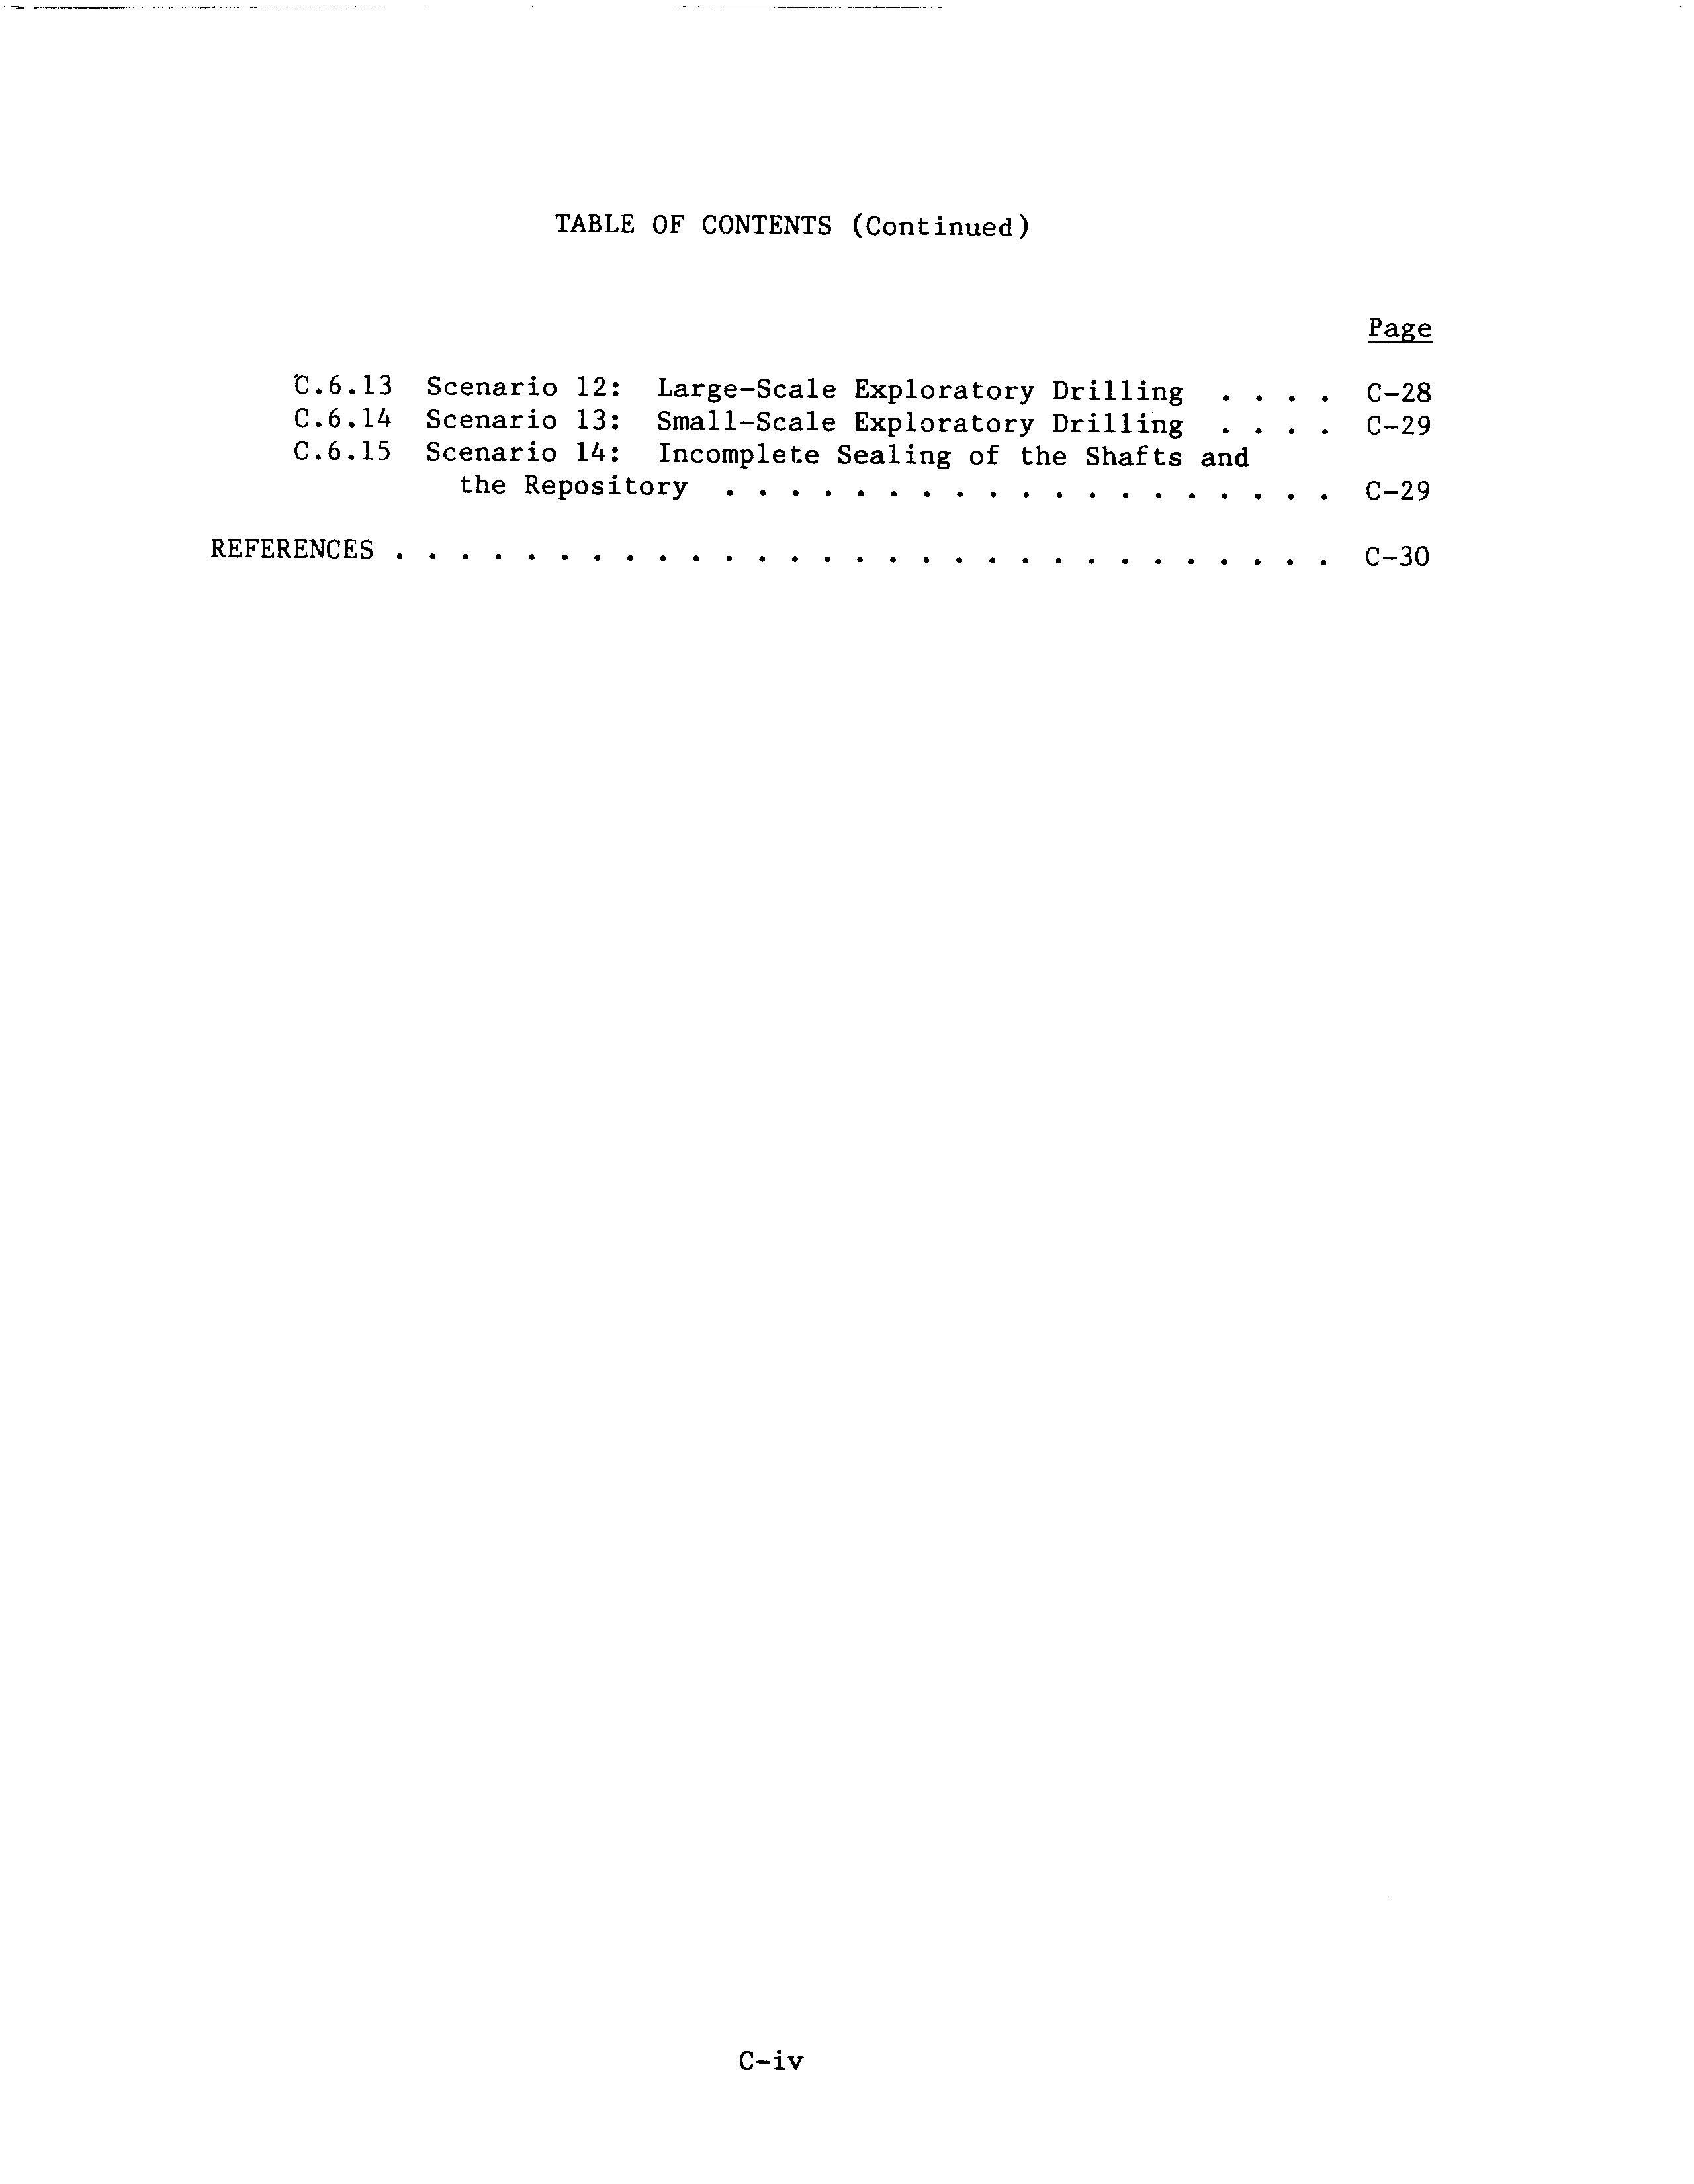 TABLE OF CONTENTS (Continued)
Page
C.6.13 Scenario 12: Large-Scale Exploratory Drilling . . . . C-28
C.6.14 Scenario 13: Small-Scale Exploratory Drilling . . . . C-29
C.6.15 Scenario 14: Incomplete Sealing of the Shafts and
the Repository . . . . . . . . . . . . . . . . . . . C-29
REFERENCES . . . . . . . . . . . . . . . . . . . . . . . . . . . . . C-30
C-iv